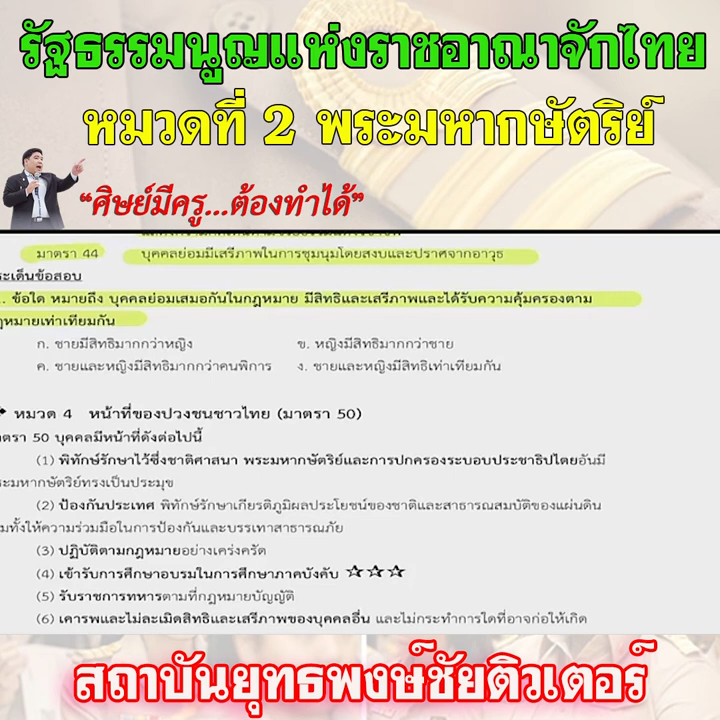 รัฐธรรมนูญแห่งราชอาณาจักรไทย
หมวดที่ 2 พระมหากษัตริย์
“ศิษย์มีครู...ต้องทำได้”
มาตรา 44 บุคคลย่อมมีเสรีภาพในการชุมนุมโดยสงบและปราศจากอาวุธ
ระเด็นข้อสอบ
. ข้อใด หมายถึง บุคคลย่อมเสมอกันในกฎหมาย มีสิทธิและเสรีภาพและได้รับความคุ้มครองตาม
ฎหมายเท่าเทียมกัน
ก. ชายมีสิทธิมากกว่าหญิง ข. หญิงมีสิทธิมากกว่าชาย
ค. ชายและหญิงมีสิทธิมากกว่าคนพิการ ง. ชายและหญิงมีสิทธิเท่าเทียมกัน
หมวด 4 หน้าที่ของปวงชนชาวไทย (มาตรา 50)
ตรา 50 บุคคลมีหน้าที่ดังต่อไปนี้
(1) พิทักษ์รักษาไว้ซึ่งชาติศาสนา พระมหากษัตริย์และการปกครองระบอบประชาธิปไตยอันมี
ระมหากษัตริย์ทรงเป็นประมุข
(2) ป้องกันประเทศ พิทักษ์รักษาเกียรติภูมิผลประโยชน์ของชาติและสาธารณสมบัติของแผ่นดิน
มทั้งให้ความร่วมมือในการป้องกันและบรรเทาสาธารณภัย
(3) ปฏิบัติตามกฎหมายอย่างเคร่งครัด
(4) เข้ารับการศึกษาอบรมในการศึกษาภาคบังคับ ☆☆☆
(5) รับราชการทหารตามที่กฎหมายบัญญัติ
(6) เคารพและไม่ละเมิดสิทธิและเสรีภาพของบุคคลอื่น และไม่กระทำการใดที่อาจก่อให้เกิด
สถาบันยุทธพงษ์ชัยติวเตอร์